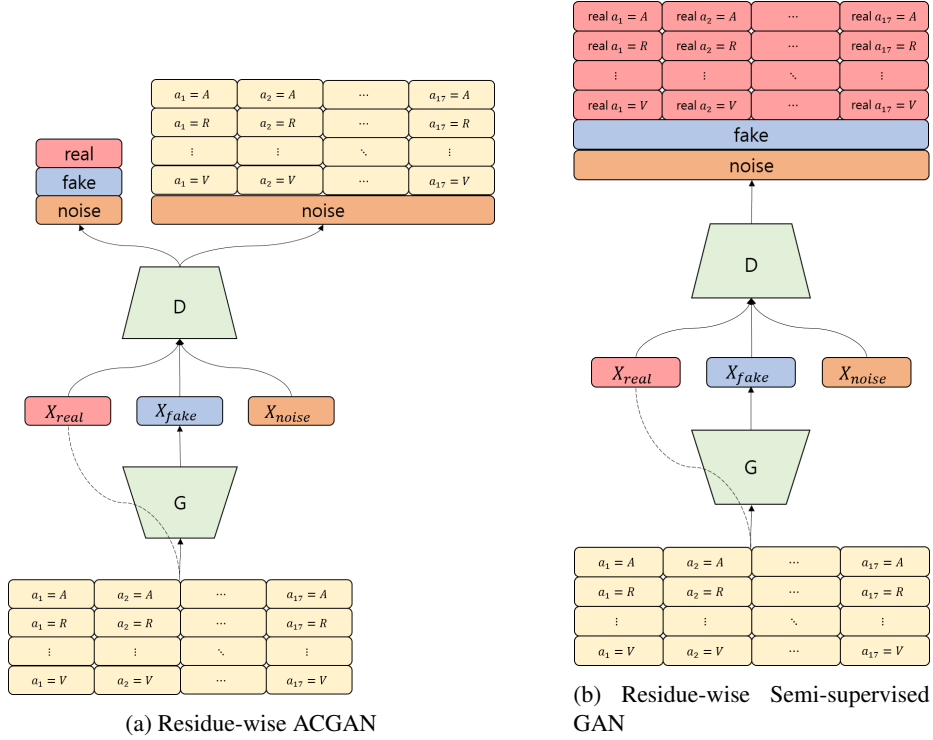 a₁ = A a₂ = A ⋯ a₁₇ = A
a₁ = R a₂ = R ⋯ a₁₇ = R
⋮ ⋮ ⋱ ⋮
a₁ = V a₂ = V ⋯ a₁₇ = V
real
fake
noise
noise
D
X_real X_fake X_noise
G
a₁ = A a₂ = A ⋯ a₁₇ = A
a₁ = R a₂ = R ⋯ a₁₇ = R
⋮ ⋮ ⋱ ⋮
a₁ = V a₂ = V ⋯ a₁₇ = V
(a) Residue-wise ACGAN
real a₁ = A real a₂ = A ⋯ real a₁₇ = A
real a₁ = R real a₂ = R ⋯ real a₁₇ = R
⋮ ⋮ ⋱ ⋮
real a₁ = V real a₂ = V ⋯ real a₁₇ = V
fake
noise
D
X_real X_fake X_noise
G
a₁ = A a₂ = A ⋯ a₁₇ = A
a₁ = R a₂ = R ⋯ a₁₇ = R
⋮ ⋮ ⋱ ⋮
a₁ = V a₂ = V ⋯ a₁₇ = V
(b) Residue-wise Semi-supervised
GAN